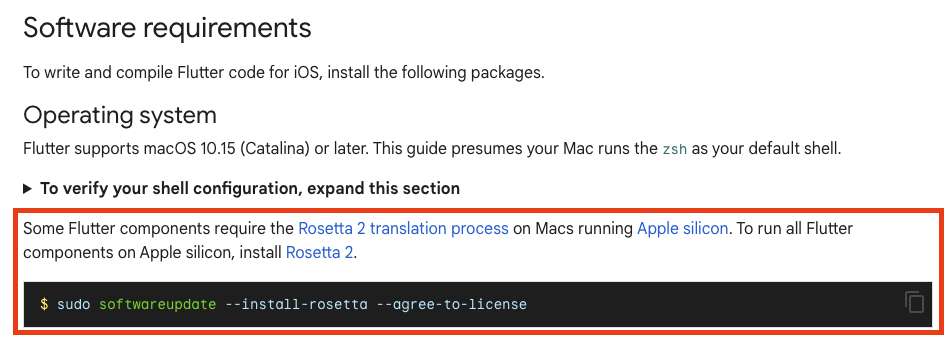 Software requirements
To write and compile Flutter code for iOS, install the following packages.
Operating system
Flutter supports macOS 10.15 (Catalina) or later. This guide presumes your Mac runs the zsh as your default shell.
To verify your shell configuration, expand this section
Some Flutter components require the Rosetta 2 translation process on Macs running Apple silicon. To run all Flutter
components on Apple silicon, install Rosetta 2.
$ sudo softwareupdate --install-rosetta --agree-to-license